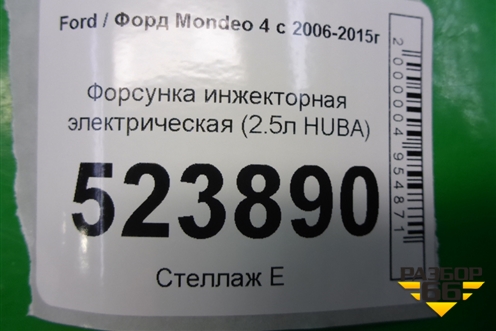 Ford / Форд Mondeo 4 с 2006-2015г
Форсунка инжекторная
электрическая (2.5л HUBA)
523890
Стеллаж Е
2000004954871
РАЗБОР
66